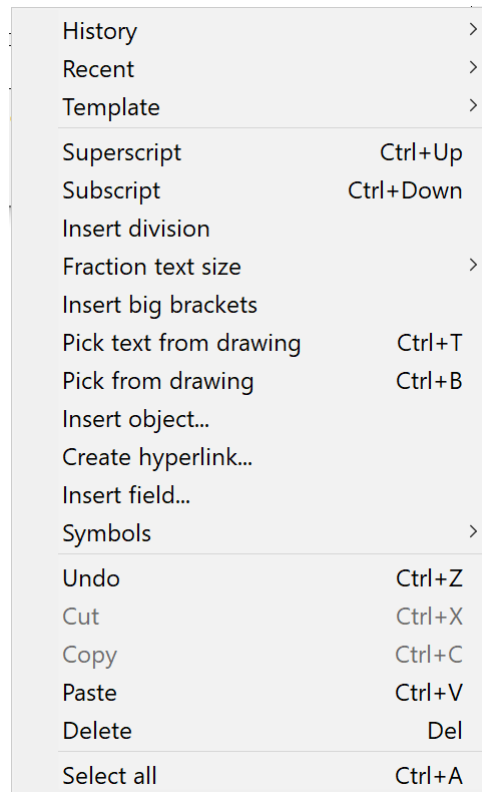 History
Recent
Template
Superscript Ctrl+Up
Subscript Ctrl+Down
Insert division
Fraction text size
Insert big brackets
Pick text from drawing Ctrl+T
Pick from drawing Ctrl+B
Insert object...
Create hyperlink...
Insert field...
Symbols
Undo Ctrl+Z
Cut Ctrl+X
Copy Ctrl+C
Paste Ctrl+V
Delete Del
Select all Ctrl+A